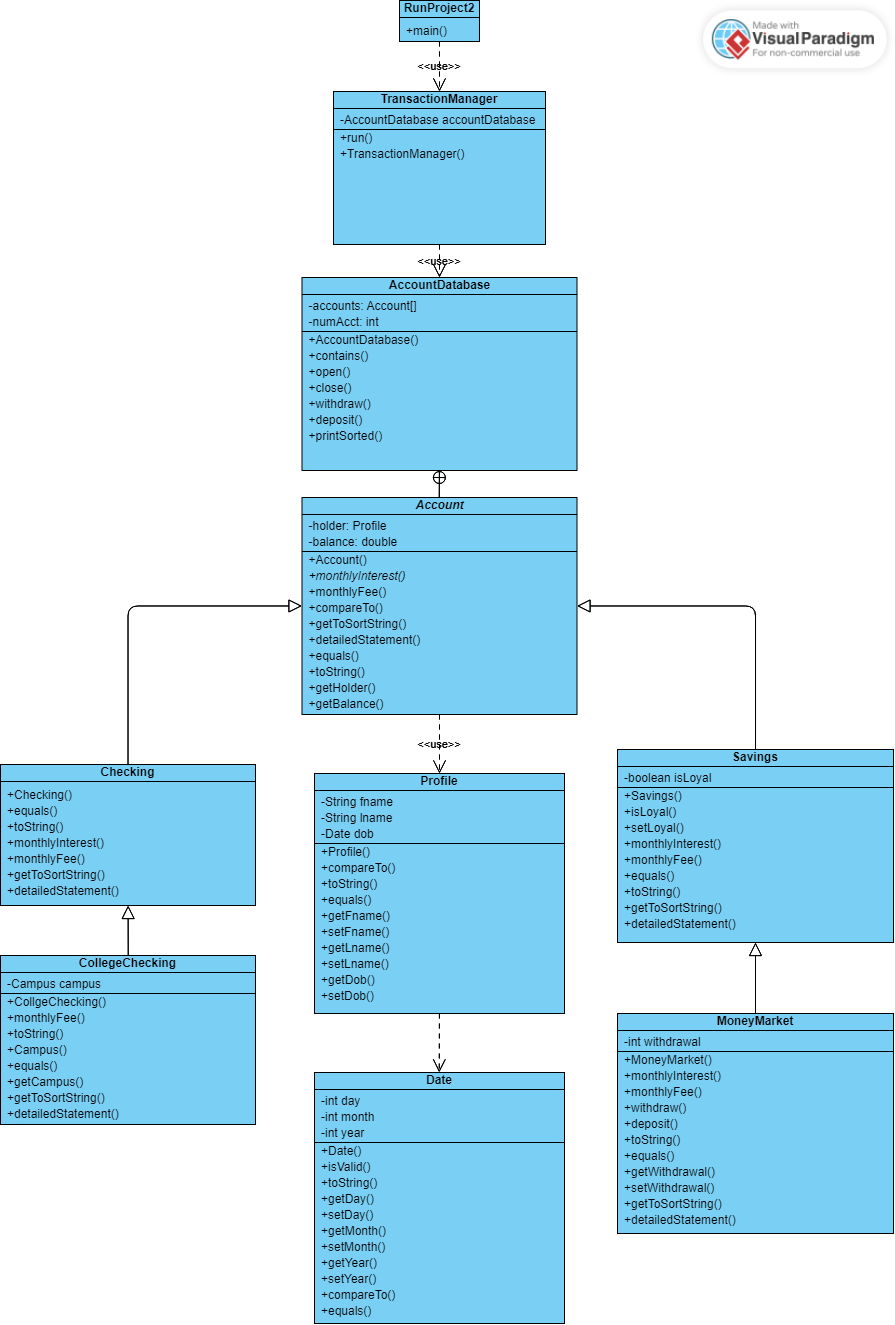 RunProject2
+main()
Made with
VisualParadigm
For non-commercial use
<<use>>
TransactionManager
-AccountDatabase accountDatabase
+run()
+TransactionManager()
<<use>>
AccountDatabase
-accounts: Account[]
-numAcct: int
+AccountDatabase()
+contains()
+open()
+close()
+withdraw()
+deposit()
+printSorted()
Account
-holder: Profile
-balance: double
+Account()
+monthlyInterest()
+monthlyFee()
+compareTo()
+getToSortString()
+detailedStatement()
+equals()
+toString()
+getHolder()
+getBalance()
<<use>>
Checking
+Checking()
+equals()
+toString()
+monthlyInterest()
+monthlyFee()
+getToSortString()
+detailedStatement()
Profile
-String fname
-String lname
-Date dob
+Profile()
+compareTo()
+toString()
+equals()
+getFname()
+setFname()
+getLname()
+setLname()
+getDob()
+setDob()
Savings
-boolean isLoyal
+Savings()
+isLoyal()
+setLoyal()
+monthlyInterest()
+monthlyFee()
+equals()
+toString()
+getToSortString()
+detailedStatement()
CollegeChecking
-Campus campus
+CollgeChecking()
+monthlyFee()
+toString()
+Campus()
+equals()
+getCampus()
+getToSortString()
+detailedStatement()
Date
-int day
-int month
-int year
+Date()
+isValid()
+toString()
+getDay()
+setDay()
+getMonth()
+setMonth()
+getYear()
+setYear()
+compareTo()
+equals()
MoneyMarket
-int withdrawal
+MoneyMarket()
+monthlyInterest()
+monthlyFee()
+withdraw()
+deposit()
+toString()
+equals()
+getWithdrawal()
+setWithdrawal()
+getToSortString()
+detailedStatement()